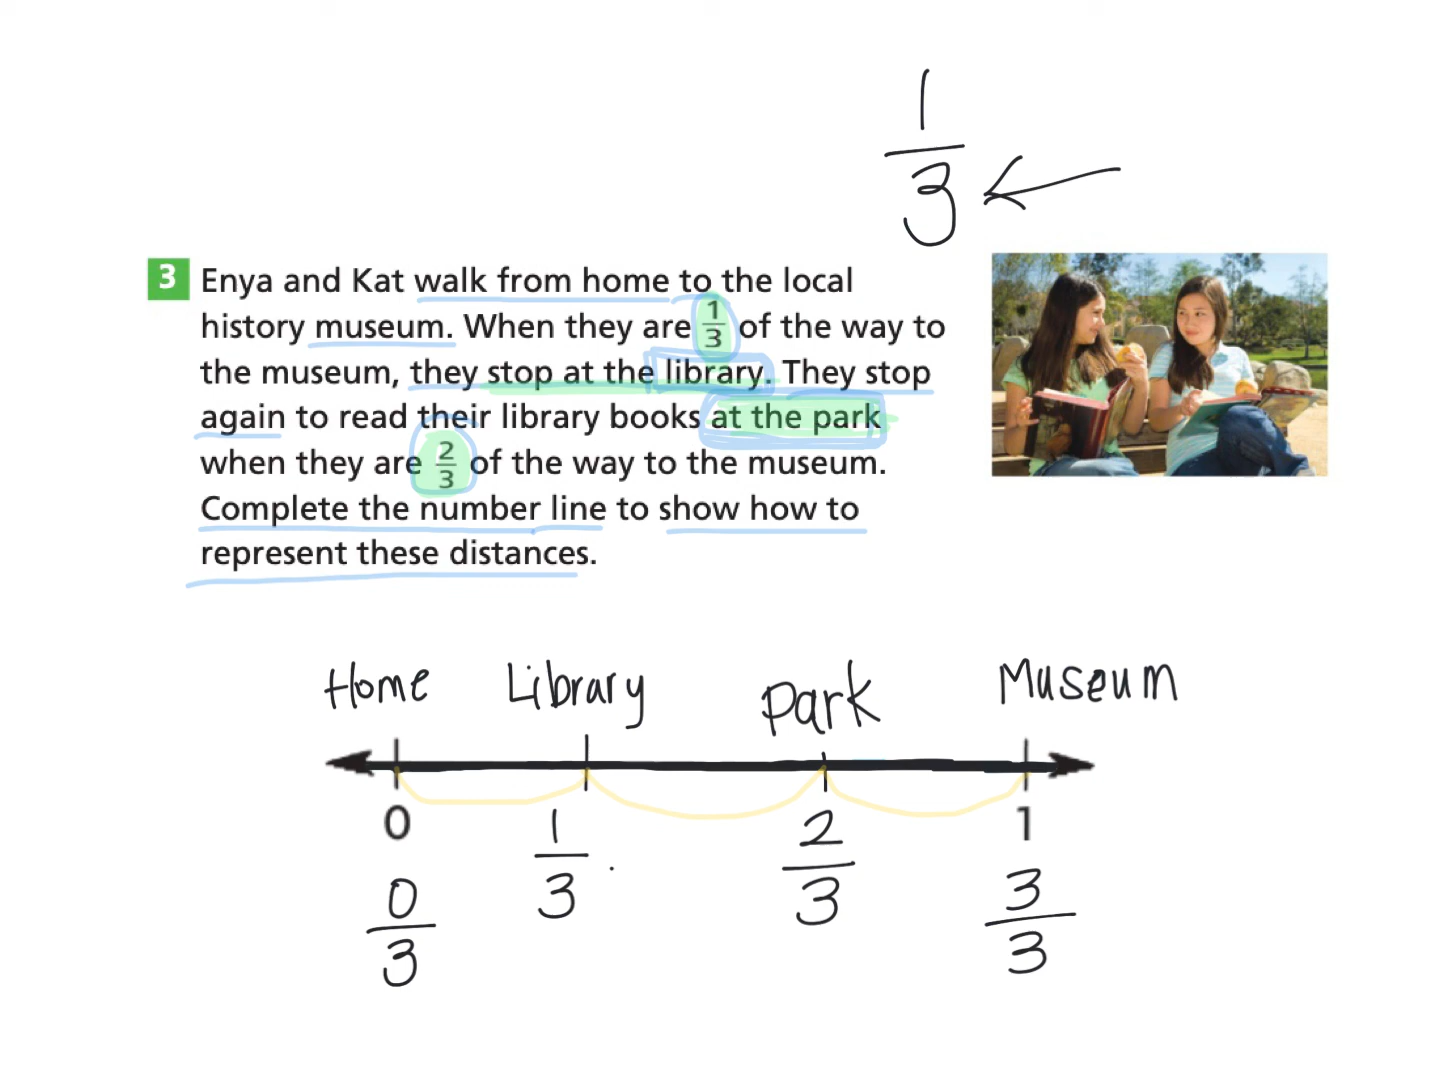 1
3
3 Enya and Kat walk from home to the local
history museum. When they are 1/3 of the way to
the museum, they stop at the library. They stop
again to read their library books at the park
when they are 2/3 of the way to the museum.
Complete the number line to show how to
represent these distances.
Home Library Park Museum
0 1/3 2/3 1
0/3 3/3